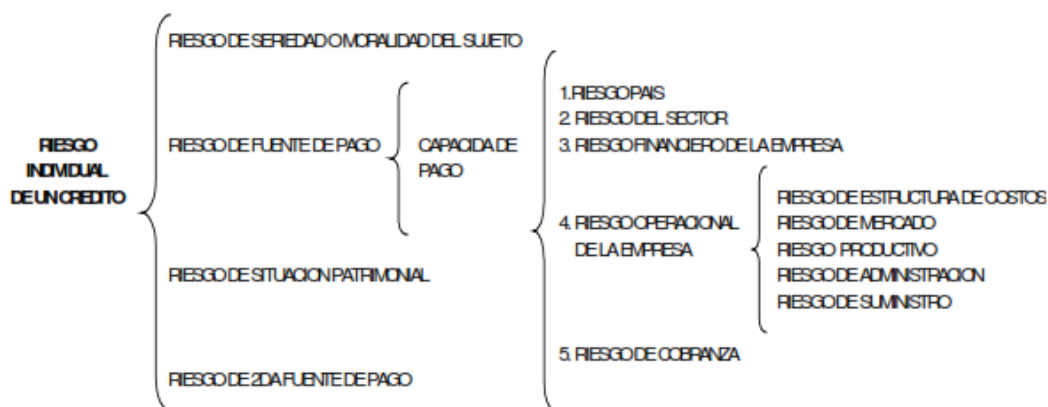 RIESGO
INDIVIDUAL
DE UN CREDITO
RIESGO DE SERIEDAD O MORALIDAD DEL SUJETO
RIESGO DE FUENTE DE PAGO
CAPACIDA DE
PAGO
RIESGO DE SITUACION PATRIMONIAL
RIESGO DE 2DA FUENTE DE PAGO
1. RIESGO PAIS
2. RIESGO DEL SECTOR
3. RIESGO FINANCIERO DE LA EMPRESA
4. RIESGO OPERACIONAL
DE LA EMPRESA
RIESGO DE ESTRUCTURA DE COSTOS
RIESGO DE MERCADO
RIESGO PRODUCTIVO
RIESGO DE ADMINISTRACION
RIESGO DE SUMINISTRO
5. RIESGO DE COBRANZA